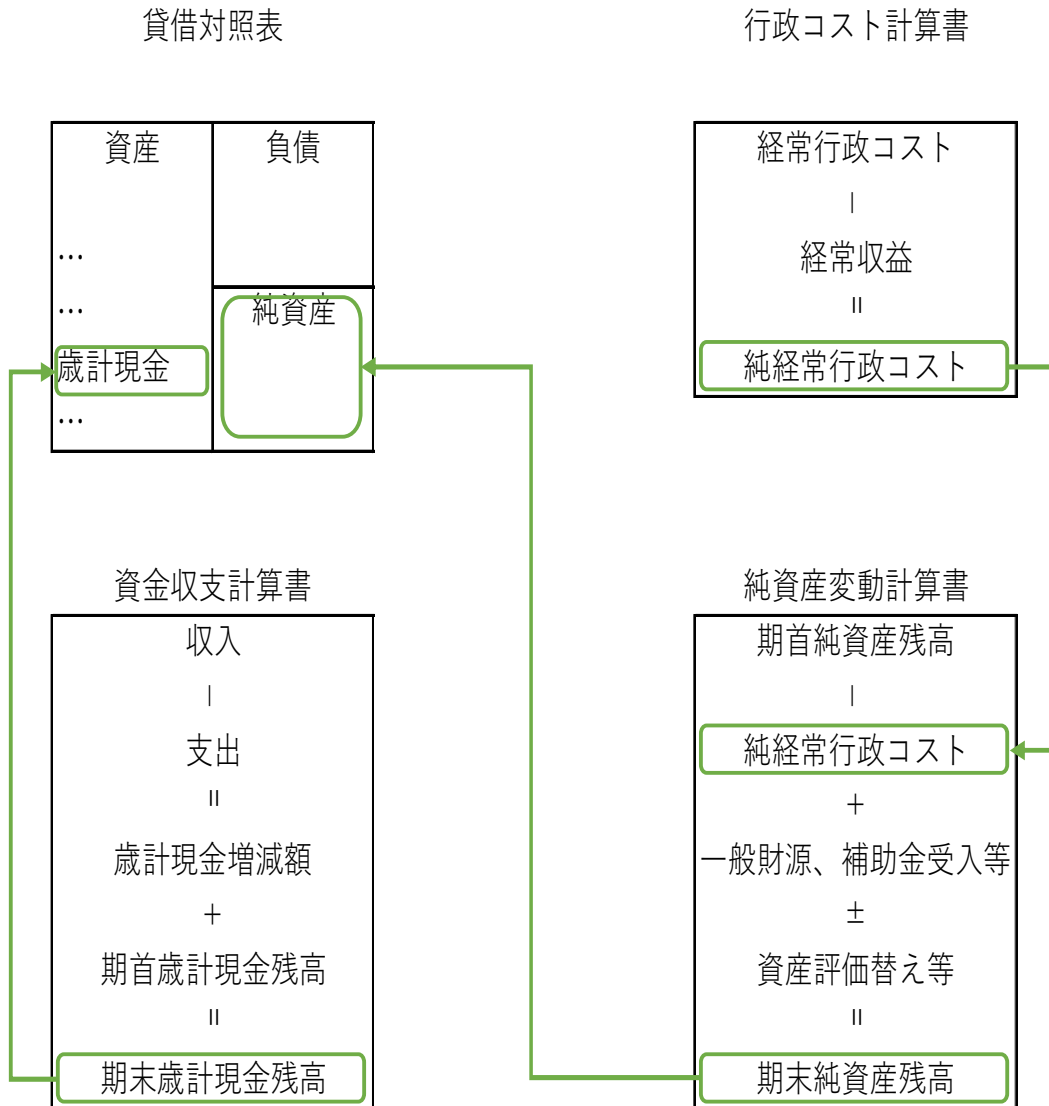 貸借対照表
資産
負債
…
…
純資産
歳計現金
…
行政コスト計算書
経常行政コスト
－
経常収益
＝
純経常行政コスト
資金収支計算書
収入
－
支出
＝
歳計現金増減額
＋
期首歳計現金残高
＝
期末歳計現金残高
純資産変動計算書
期首純資産残高
－
純経常行政コスト
＋
一般財源、補助金受入等
±
資産評価替え等
＝
期末純資産残高